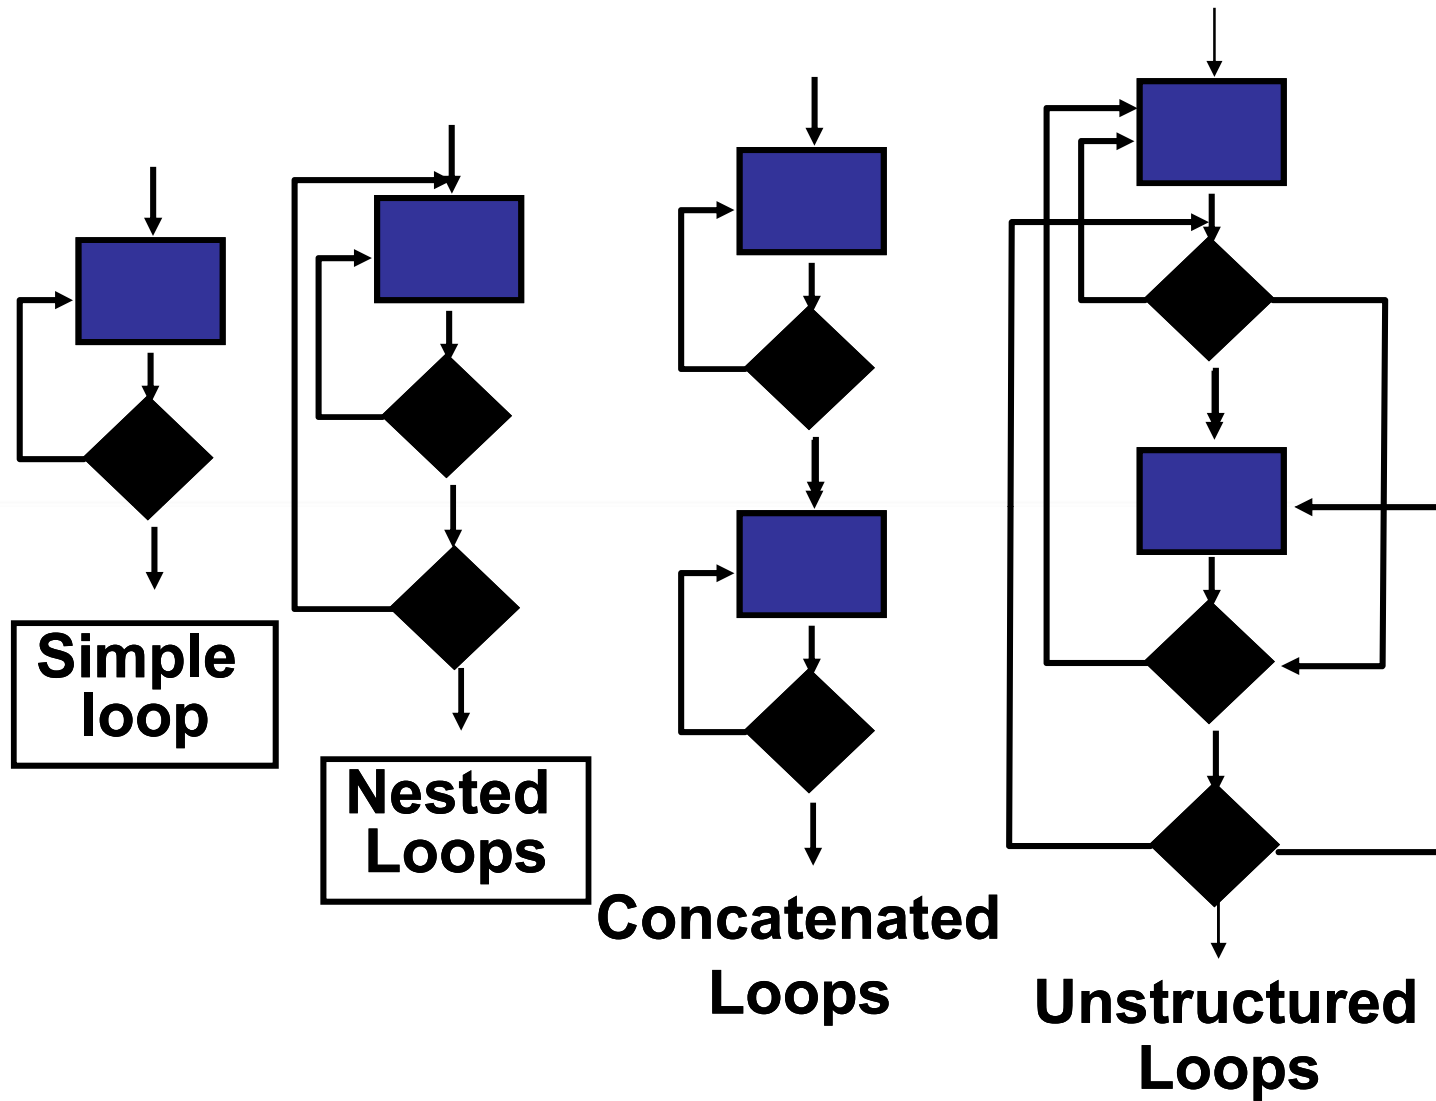 Simple
loop
Nested
Loops
Concatenated
Loops
Unstructured
Loops